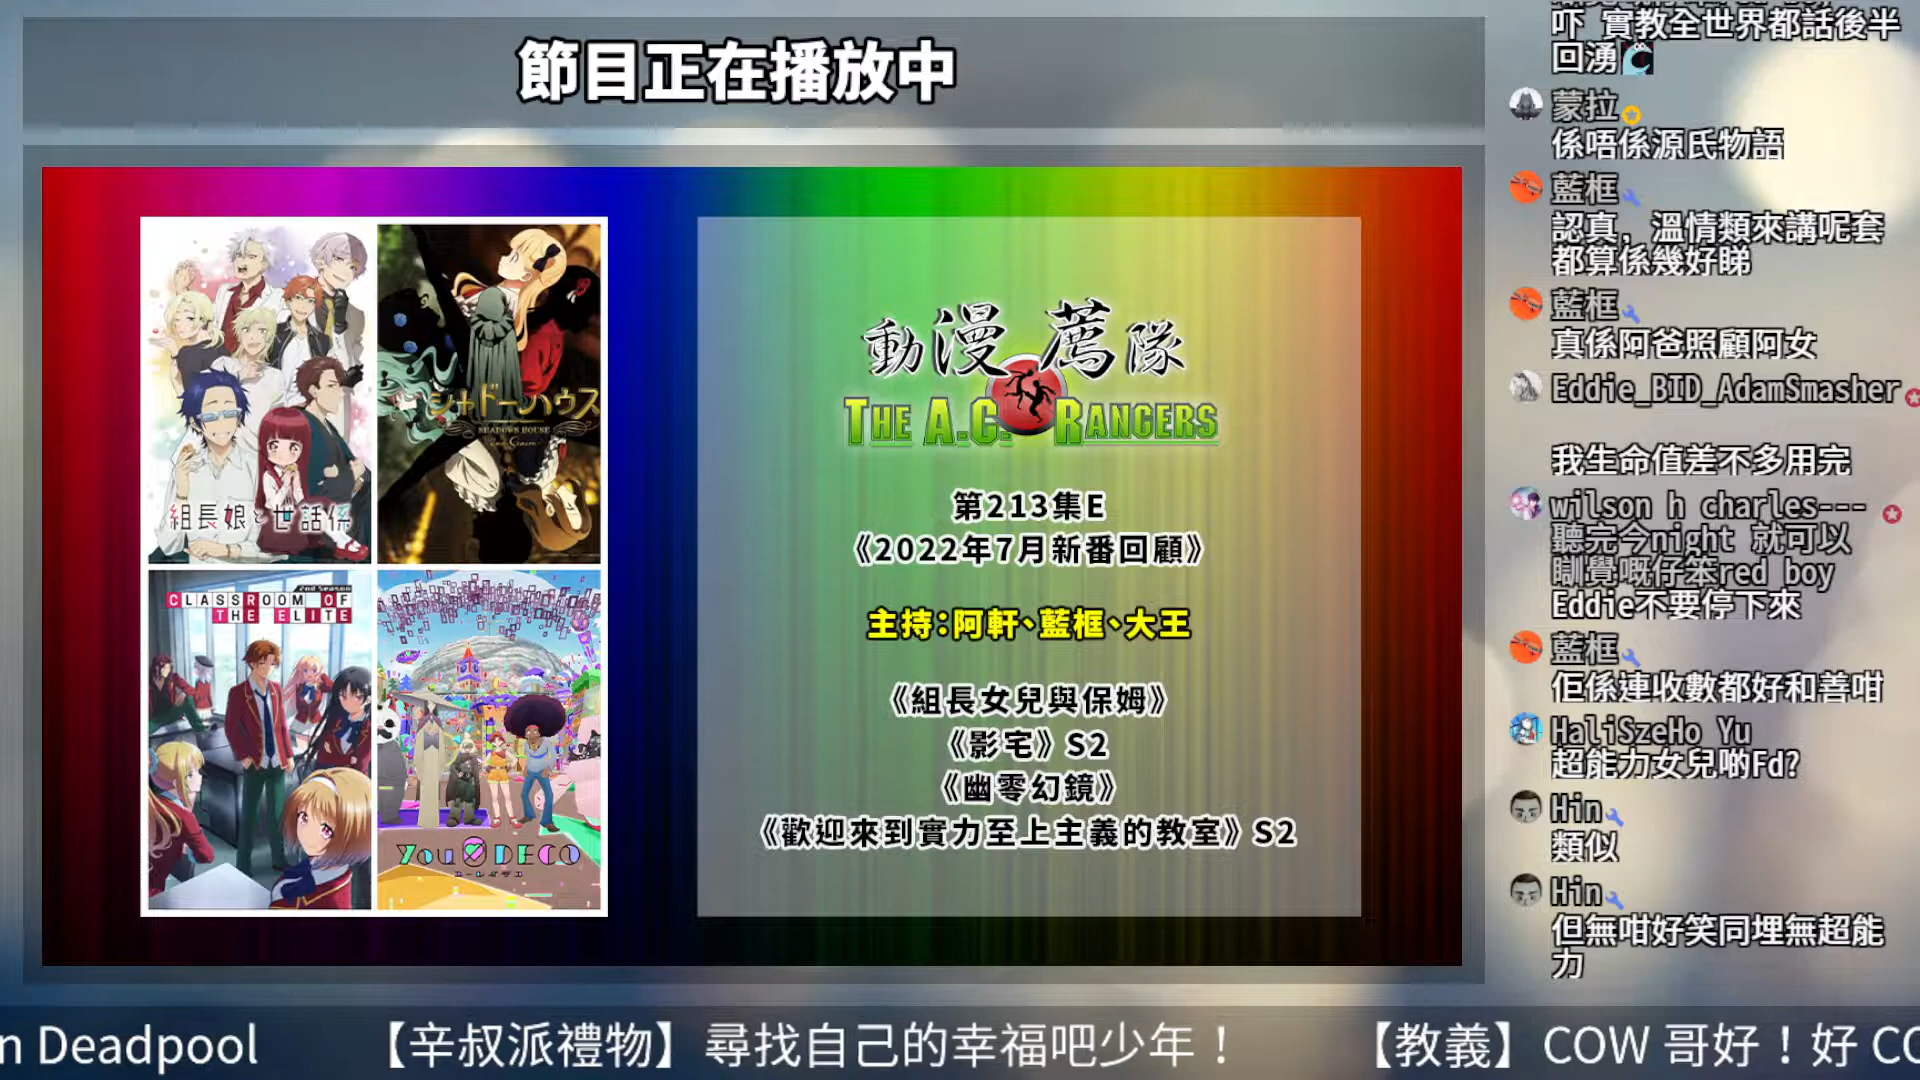 節目正在播放中
組長娘と世話係
シャドーハウス
SHADOWS HOUSE
2nd Season
2nd Season
CLASSROOM OF
THE ELITE
YOU DECO
ユーレイデコ
動漫薦隊
THE A.C. RANGERS
第213集E
《2022年7月新番回顧》
主持：阿軒、藍框、大王
《組長女兒與保姆》
《影宅》S2
《幽零幻鏡》
《歡迎來到實力至上主義的教室》S2
吓 實教全世界都話後半
回湧
蒙拉
係唔係源氏物語
藍框
認真，溫情類來講呢套
都算係幾好睇
藍框
真係阿爸照顧阿女
Eddie_BID_AdamSmasher
我生命值差不多用完
wilson h charles---
聽完今night 就可以
瞓覺嘅仔笨red boy
Eddie不要停下來
藍框
佢係連收數都好和善咁
HaliSzeHo Yu
超能力女兒啲Fd?
Hin
類似
Hin
但無咁好笑同埋無超能
力
n Deadpool 【辛叔派禮物】尋找自己的幸福吧少年！ 【教義】COW 哥好！好 CO